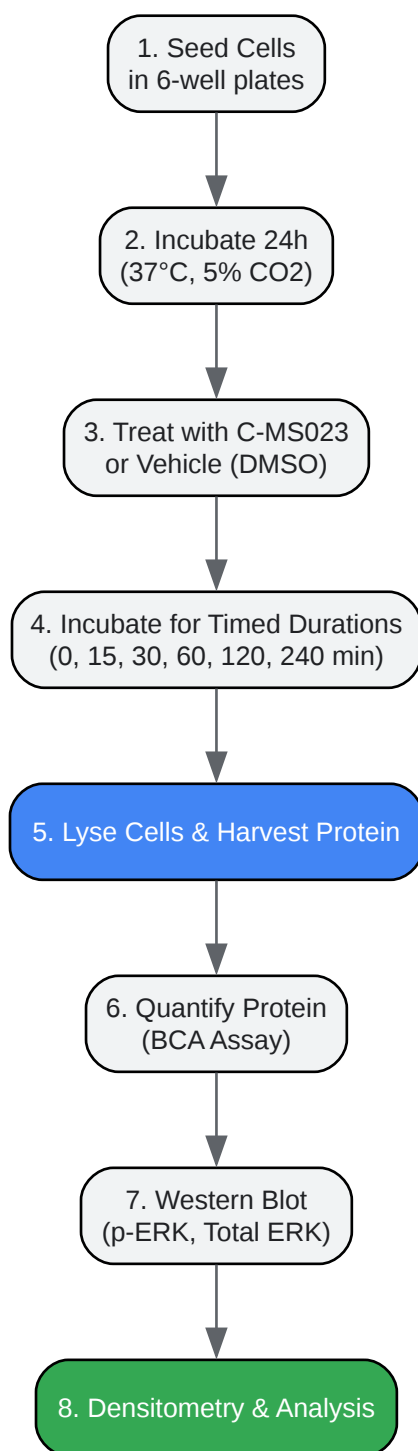 1. Seed Cells
in 6-well plates
2. Incubate 24h
(37°C, 5% CO2)
3. Treat with C-MS023
or Vehicle (DMSO)
4. Incubate for Timed Durations
(0, 15, 30, 60, 120, 240 min)
5. Lyse Cells & Harvest Protein
6. Quantify Protein
(BCA Assay)
7. Western Blot
(p-ERK, Total ERK)
8. Densitometry & Analysis